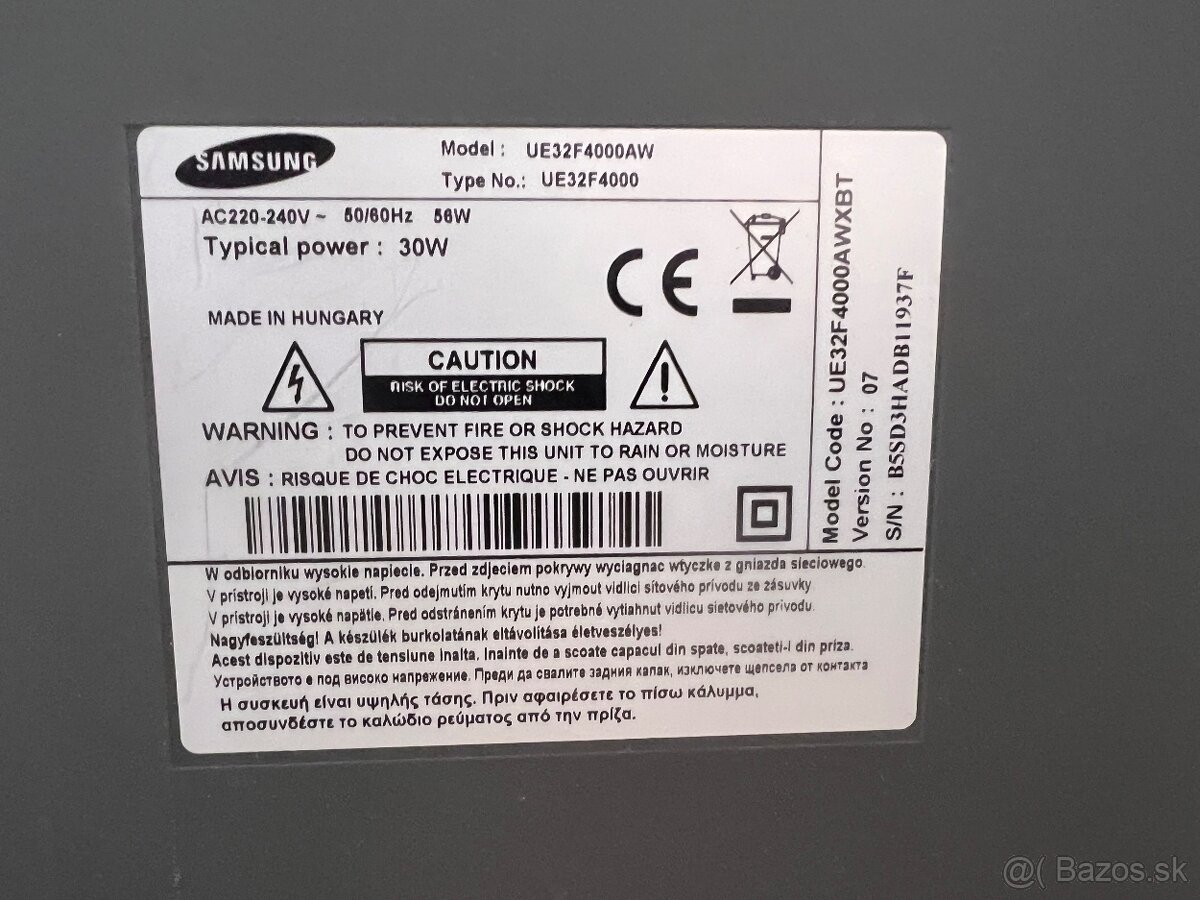 SAMSUNG
Model : UE32F4000AW
Type No.: UE32F4000
AC220-240V ~ 50/60Hz 56W
Typical power : 30W
CE
MADE IN HUNGARY
CAUTION
RISK OF ELECTRIC SHOCK
DO NOT OPEN
WARNING : TO PREVENT FIRE OR SHOCK HAZARD
DO NOT EXPOSE THIS UNIT TO RAIN OR MOISTURE
AVIS : RISQUE DE CHOC ELECTRIQUE - NE PAS OUVRIR
Model Code : UE32F4000AWXBT
Version No : 07
S/N : B5SD3HADB11937F
W odbiorniku wysokie napiecie. Przed zdjeciem pokrywy wyciagnac wtyczke z gniazda sieciowego.
V prístroji je vysoké napetí. Pred odejmutím krytu nutno vyjmout vidlici sítového prívodu ze zásuvky
V prístroji je vysoké napätie. Pred odstránením krytu je potrebné vytiahnut vidlicu sietového prívodu.
Nagyfeszültség! A készülék burkolatának eltávolítása életveszélyes!
Acest dispozitiv este de tensiune inalta. Inainte de a scoate capacul din spate, scoateti-l din priza.
Устройството е под високо напрежение. Преди да свалите задния капак, изключете щепсела от контакта
Η συσκευή είναι υψηλής τάσης. Πριν αφαιρέσετε το πίσω κάλυμμα,
αποσυνδέστε το καλώδιο ρεύματος από την πρίζα.
@( Bazos.sk